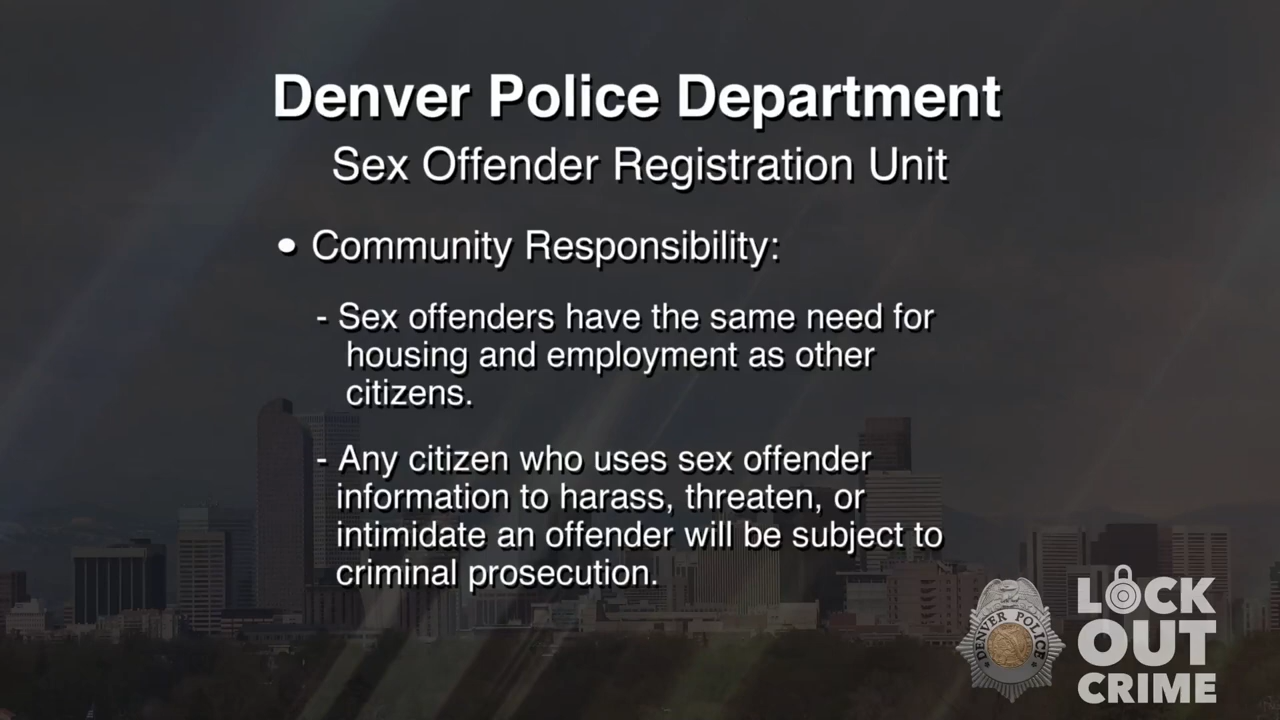 Denver Police Department
Sex Offender Registration Unit
• Community Responsibility:
- Sex offenders have the same need for
housing and employment as other
citizens.
- Any citizen who uses sex offender
information to harass, threaten, or
intimidate an offender will be subject to
criminal prosecution.
DENVER POLICE
LOCK
OUT
CRIME